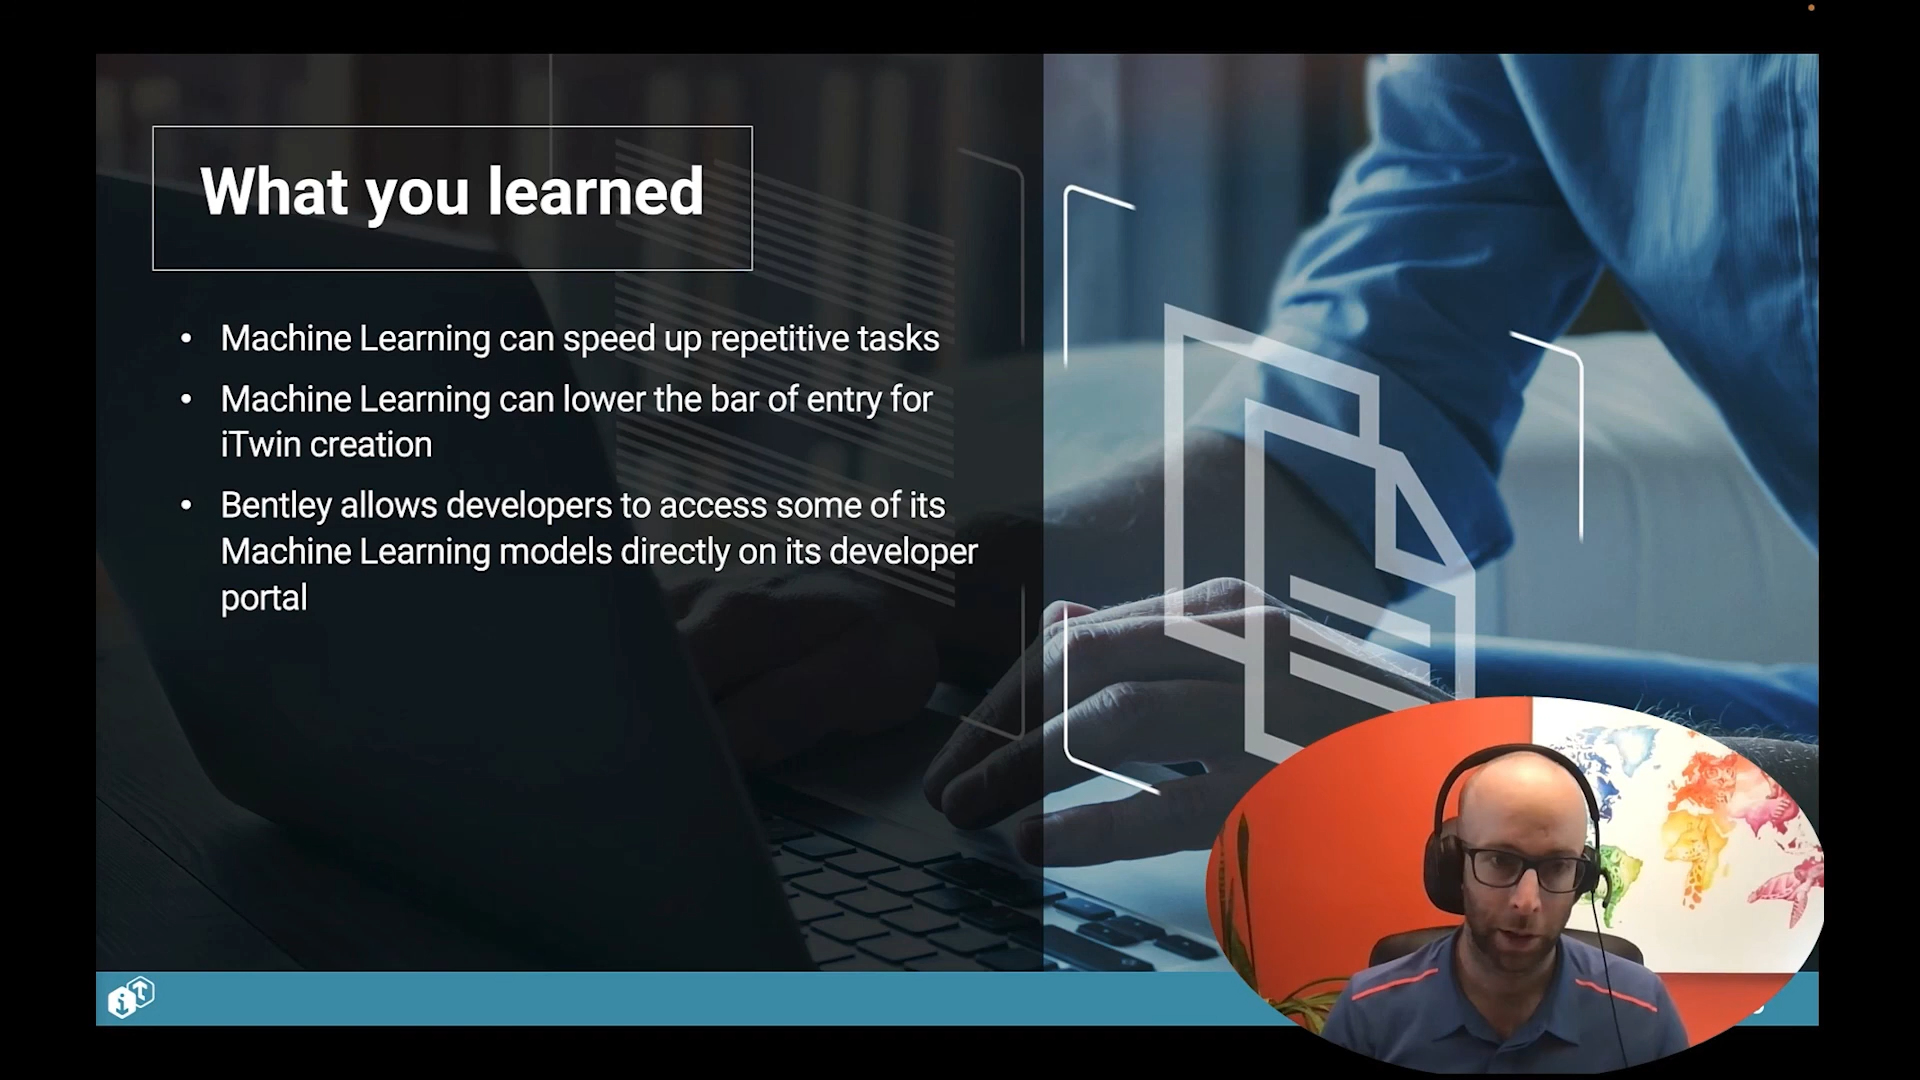 What you learned
• Machine Learning can speed up repetitive tasks
• Machine Learning can lower the bar of entry for
iTwin creation
• Bentley allows developers to access some of its
Machine Learning models directly on its developer
portal